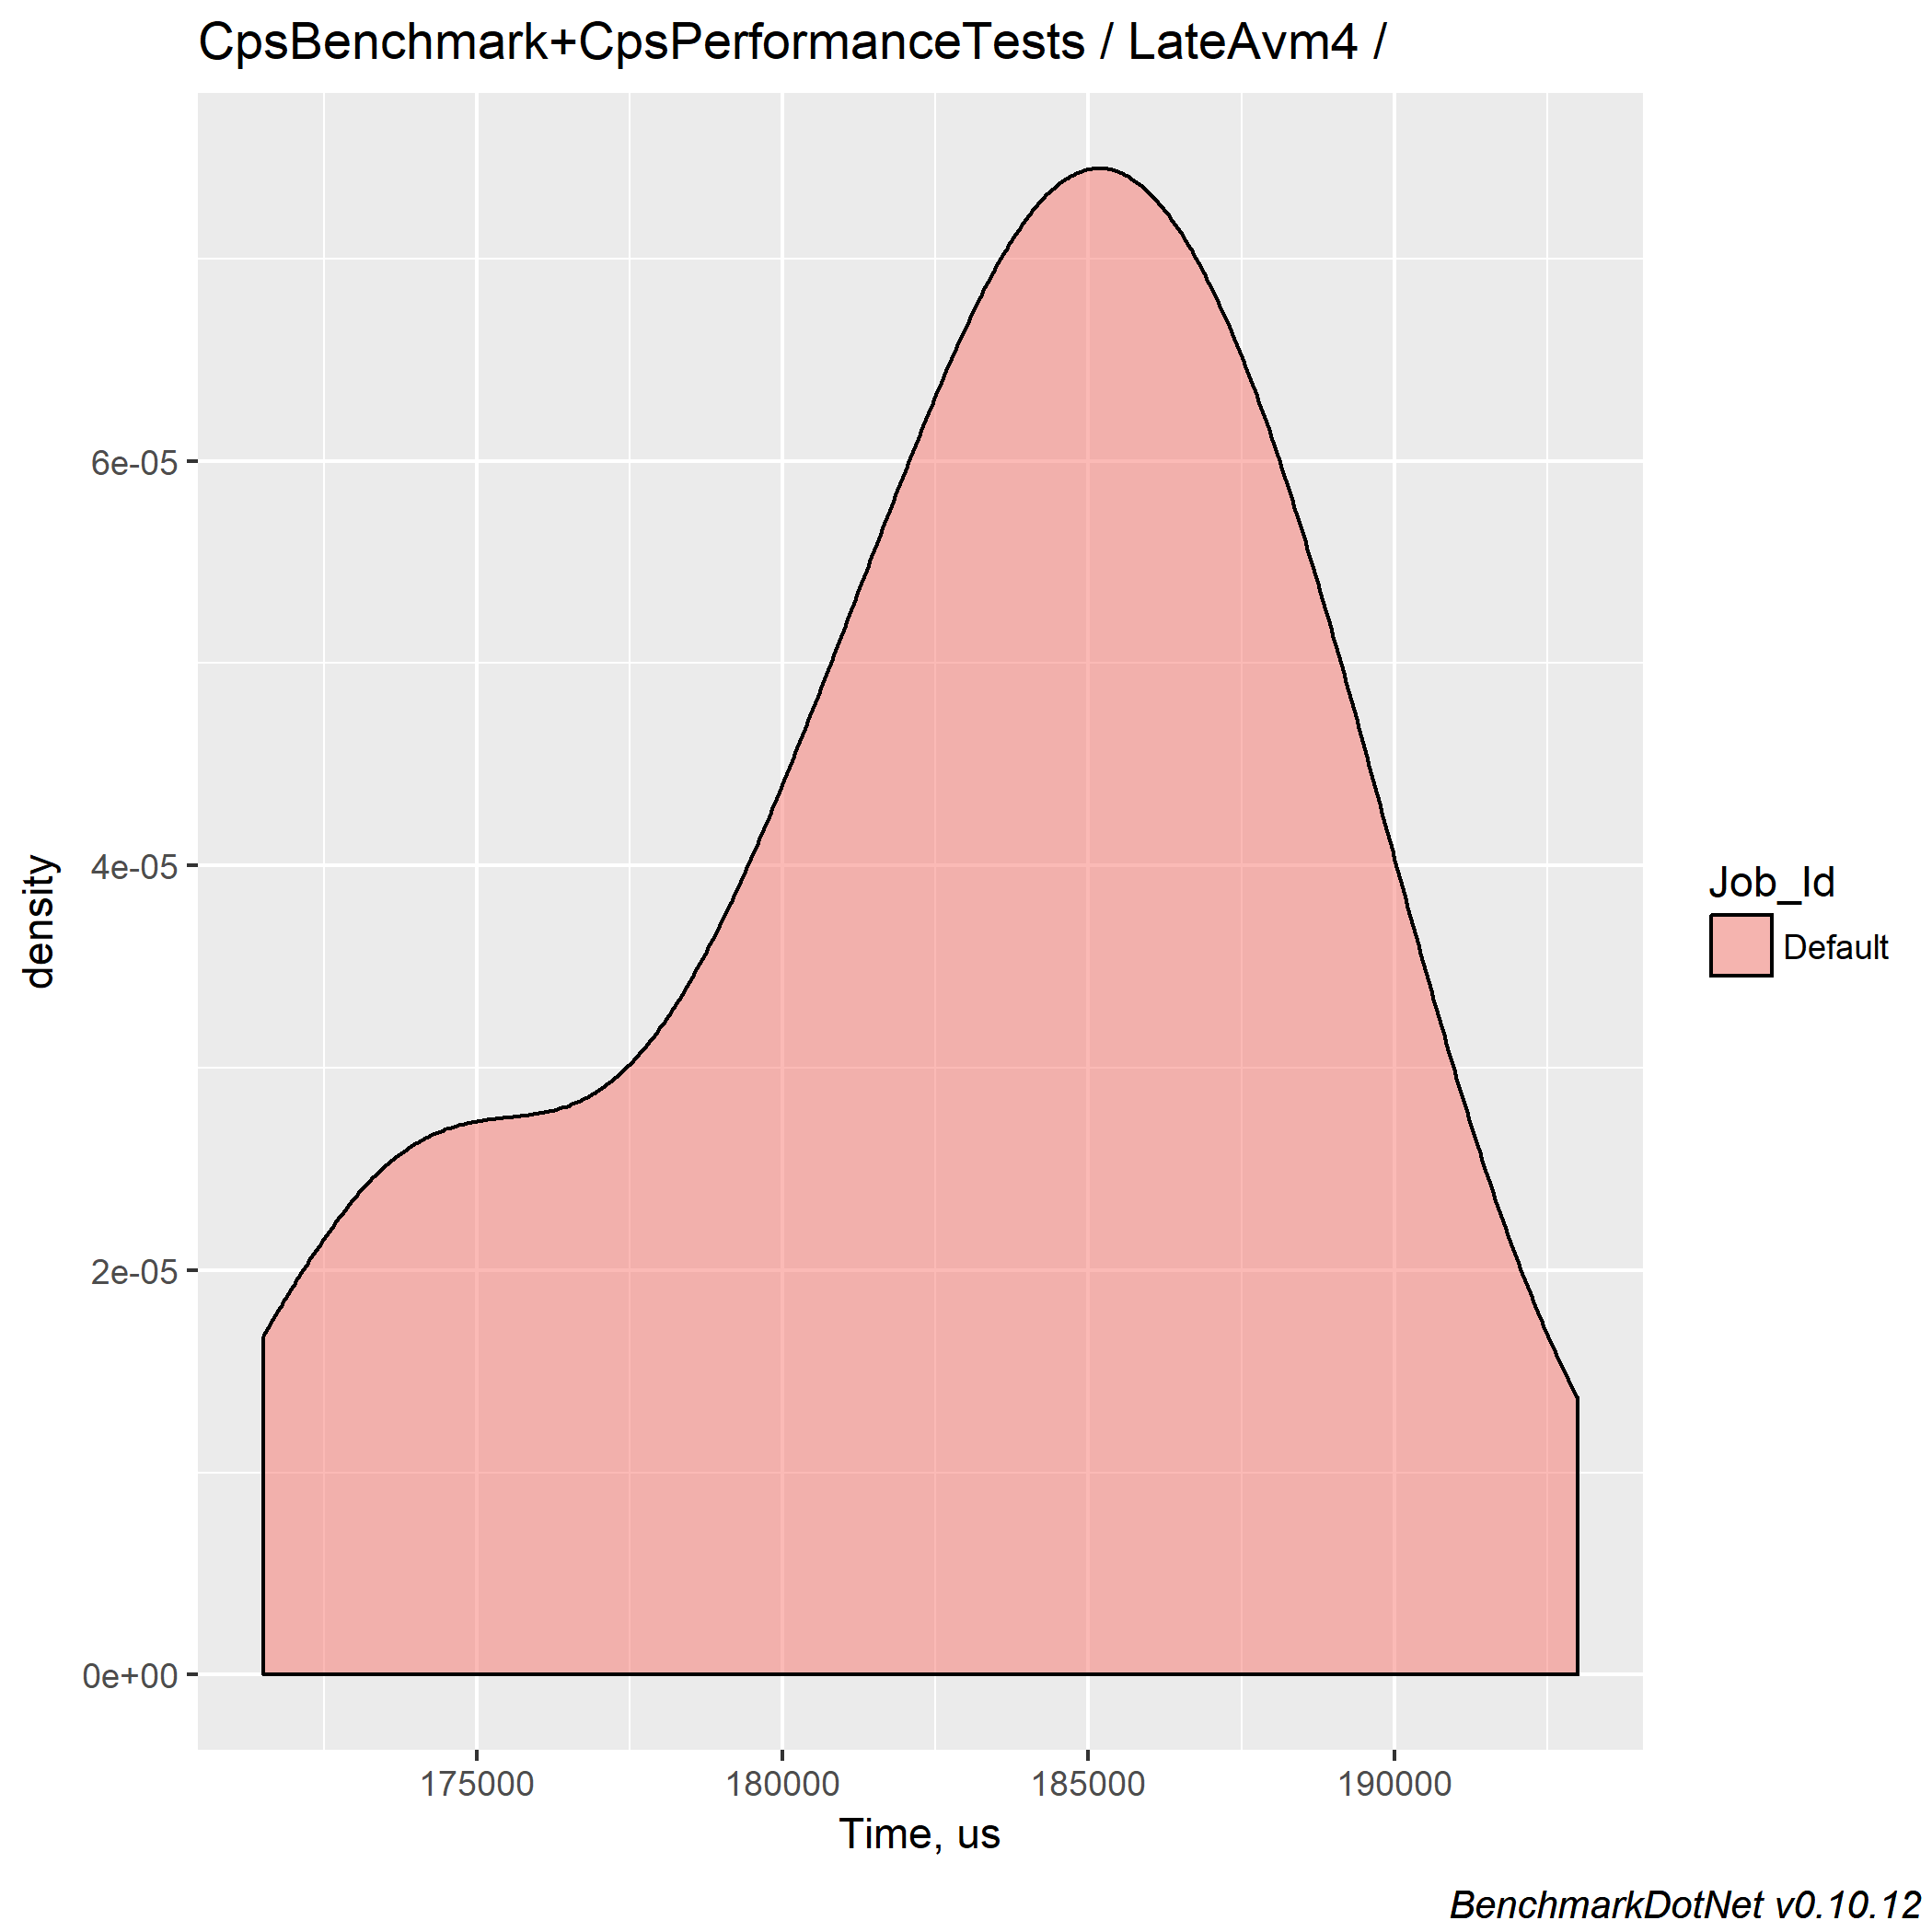 CpsBenchmark+CpsPerformanceTests / LateAvm4 /
density
6e-05
4e-05
2e-05
0e+00
175000 180000 185000 190000
Time, us
Job_Id
Default
BenchmarkDotNet v0.10.12